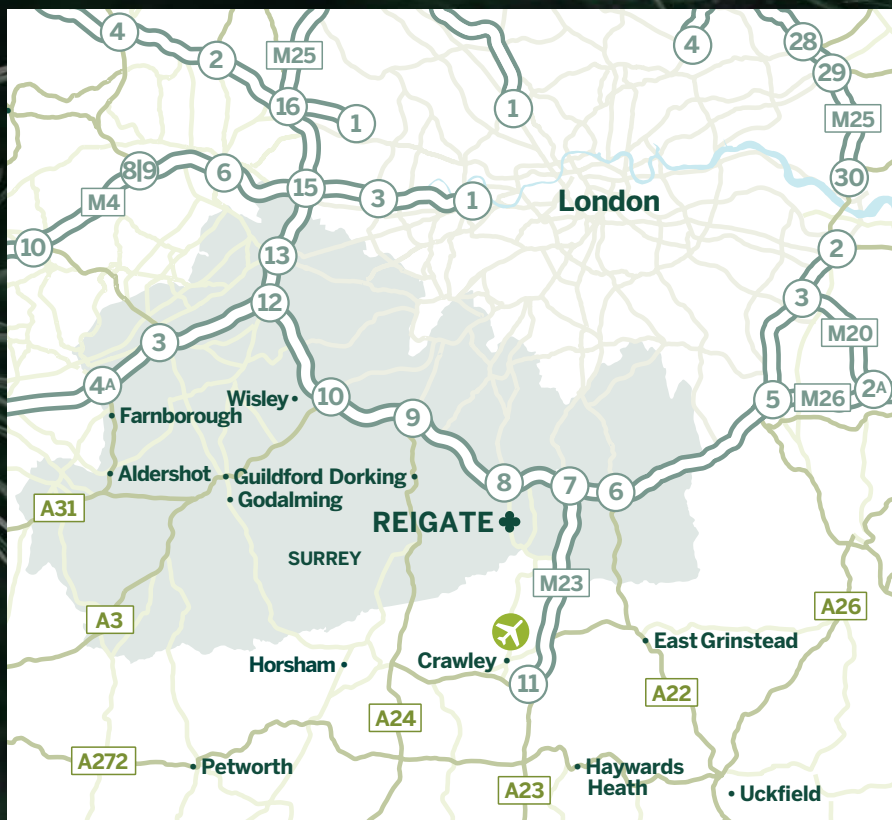 4
2
M25
16
1
1
4
28
29
M25
30
8|9
6
M4
15
3
1
London
10
13
2
12
3
3
M20
4A
Wisley
10
5
M26
2A
Farnborough
9
Aldershot
Guildford Dorking
8
7
6
Godalming
A31
REIGATE
SURREY
M23
A3
A26
East Grinstead
Horsham
Crawley
11
A22
A24
A272
Petworth
Haywards
Heath
A23
Uckfield